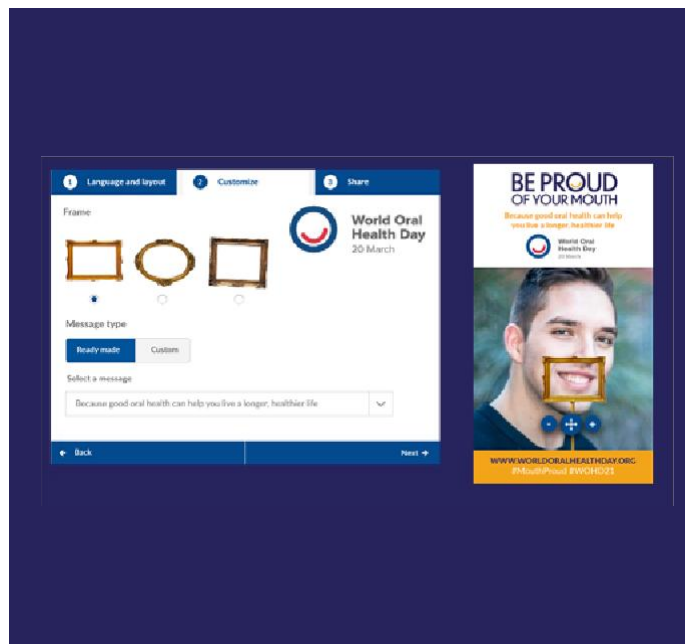 1 Language and layout
2 Customize
3 Share
Frame
World Oral
Health Day
20 March
Message type
Ready made
Custom
Select a message
Because good oral health can help you live a longer, healthier life
← Back
Next →
BE PROUD
OF YOUR MOUTH
Because good oral health can help
you live a longer, healthier life
World Oral
Health Day
20 March
- +
WWW.WORLDORALHEALTHDAY.ORG
#MouthProud #WOHD21